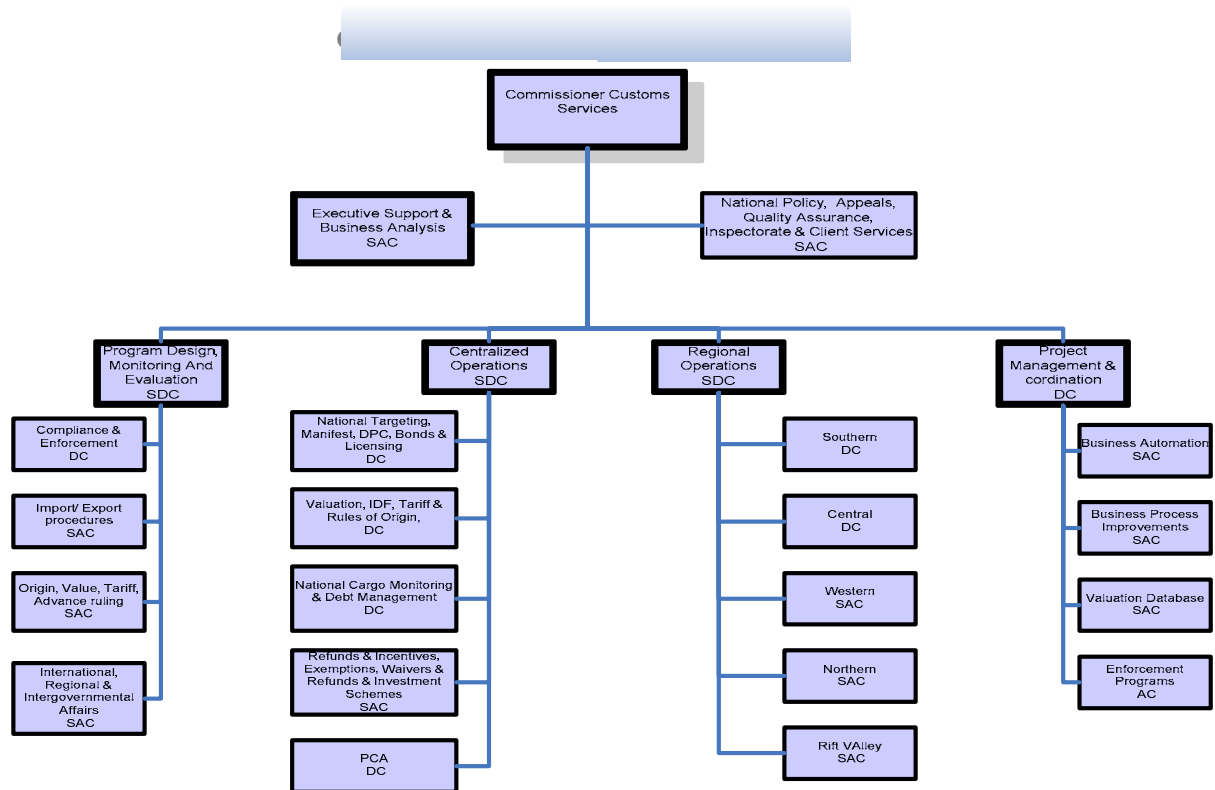 Commissioner Customs
Services
Executive Support &
Business Analysis
SAC
National Policy, Appeals,
Quality Assurance,
Inspectorate & Client Services
SAC
Program Design,
Monitoring And
Evaluation
SDC
Centralized
Operations
SDC
Regional
Operations
SDC
Project
Management &
cordination
DC
Compliance &
Enforcement
DC
Import/ Export
procedures
SAC
Origin, Value, Tariff,
Advance ruling
SAC
International,
Regional &
Intergovernmental
Affairs
SAC
National Targeting,
Manifest, DPC, Bonds &
Licensing
DC
Valuation, IDF, Tariff &
Rules of Origin,
DC
National Cargo Monitoring
& Debt Management
DC
Refunds & Incentives,
Exemptions, Waivers &
Refunds & Investment
Schemes
SAC
PCA
DC
Southern
DC
Central
DC
Western
SAC
Northern
SAC
Rift VAlley
SAC
Business Automation
SAC
Business Process
Improvements
SAC
Valuation Database
SAC
Enforcement
Programs
AC